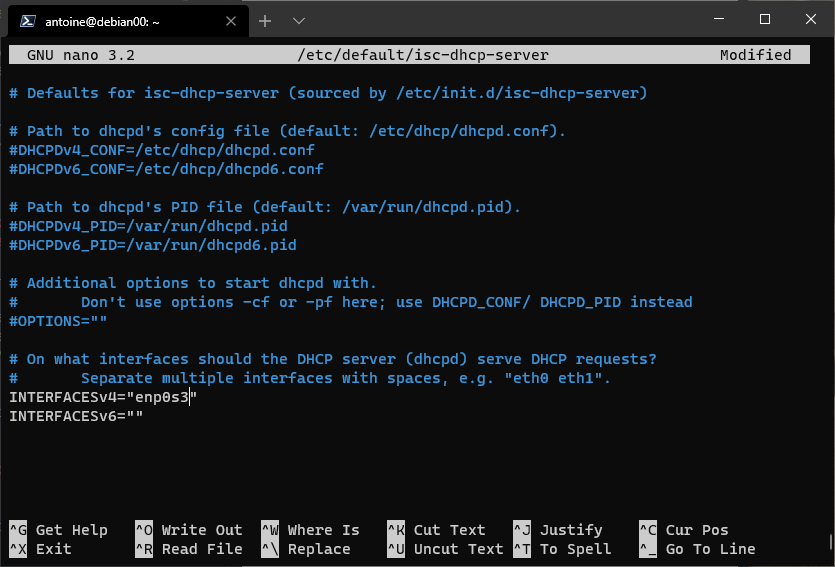 antoine@debian00: ~
GNU nano 3.2 /etc/default/isc-dhcp-server Modified
# Defaults for isc-dhcp-server (sourced by /etc/init.d/isc-dhcp-server)
# Path to dhcpd's config file (default: /etc/dhcp/dhcpd.conf).
#DHCPDv4_CONF=/etc/dhcp/dhcpd.conf
#DHCPDv6_CONF=/etc/dhcp/dhcpd6.conf
# Path to dhcpd's PID file (default: /var/run/dhcpd.pid).
#DHCPDv4_PID=/var/run/dhcpd.pid
#DHCPDv6_PID=/var/run/dhcpd6.pid
# Additional options to start dhcpd with.
#       Don't use options -cf or -pf here; use DHCPD_CONF/ DHCPD_PID instead
#OPTIONS=""
# On what interfaces should the DHCP server (dhcpd) serve DHCP requests?
#       Separate multiple interfaces with spaces, e.g. "eth0 eth1".
INTERFACESv4="enp0s3"
INTERFACESv6=""
^G Get Help ^O Write Out ^W Where Is ^K Cut Text ^J Justify ^C Cur Pos
^X Exit ^R Read File ^\ Replace ^U Uncut Text ^T To Spell ^_ Go To Line